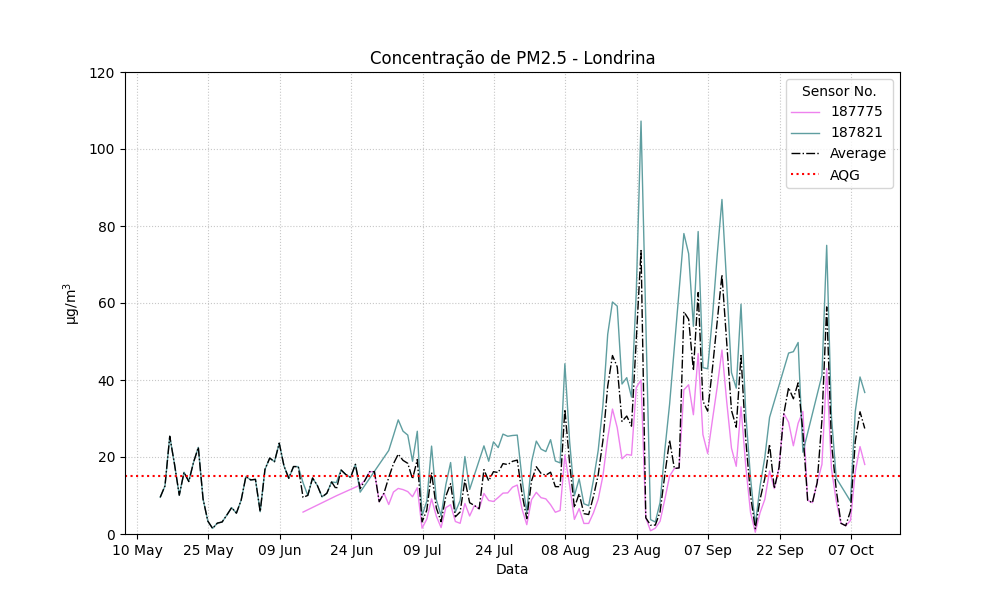 Concentração de PM2.5 - Londrina
120
100
80
60
40
20
0
µg/m³
10 May
25 May
09 Jun
24 Jun
09 Jul
24 Jul
08 Aug
23 Aug
07 Sep
22 Sep
07 Oct
Data
Sensor No.
187775
187821
Average
AQG